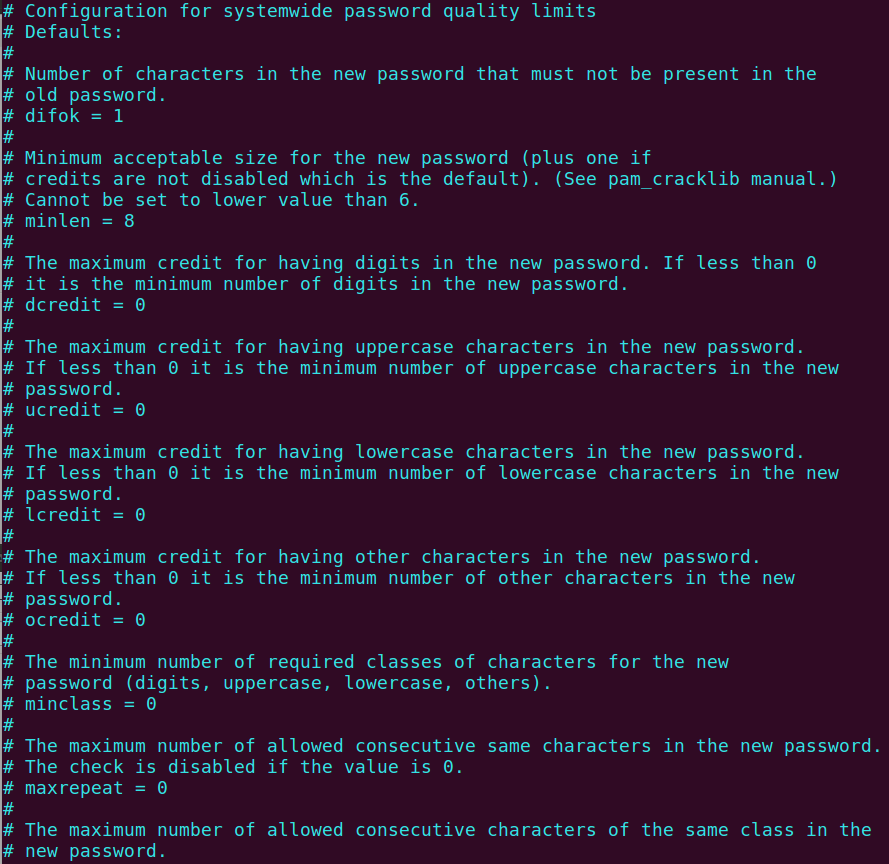 # Configuration for systemwide password quality limits
# Defaults:
#
# Number of characters in the new password that must not be present in the
# old password.
# difok = 1
#
# Minimum acceptable size for the new password (plus one if
# credits are not disabled which is the default). (See pam_cracklib manual.)
# Cannot be set to lower value than 6.
# minlen = 8
#
# The maximum credit for having digits in the new password. If less than 0
# it is the minimum number of digits in the new password.
# dcredit = 0
#
# The maximum credit for having uppercase characters in the new password.
# If less than 0 it is the minimum number of uppercase characters in the new
# password.
# ucredit = 0
#
# The maximum credit for having lowercase characters in the new password.
# If less than 0 it is the minimum number of lowercase characters in the new
# password.
# lcredit = 0
#
# The maximum credit for having other characters in the new password.
# If less than 0 it is the minimum number of other characters in the new
# password.
# ocredit = 0
#
# The minimum number of required classes of characters for the new
# password (digits, uppercase, lowercase, others).
# minclass = 0
#
# The maximum number of allowed consecutive same characters in the new password.
# The check is disabled if the value is 0.
# maxrepeat = 0
#
# The maximum number of allowed consecutive characters of the same class in the
# new password.